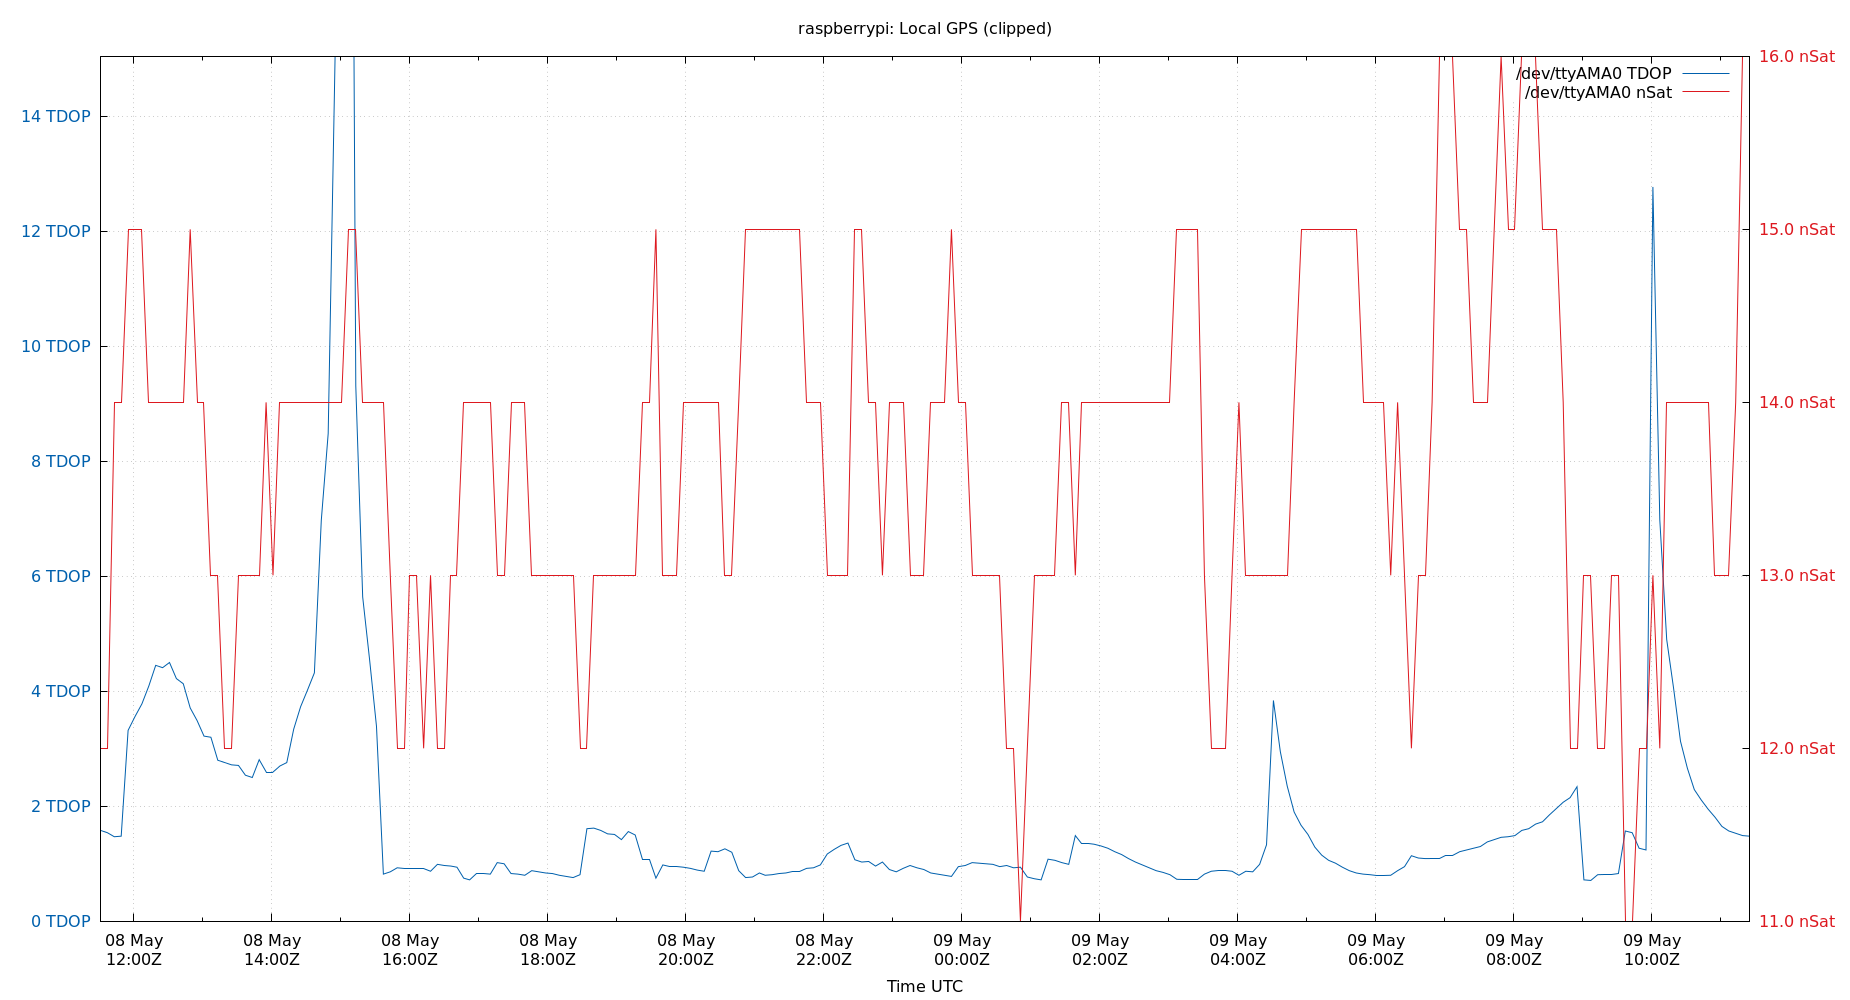 raspberrypi: Local GPS (clipped)
16.0 nSat
/dev/ttyAMA0 TDOP
/dev/ttyAMA0 nSat
14 TDOP
12 TDOP
15.0 nSat
10 TDOP
14.0 nSat
8 TDOP
6 TDOP
13.0 nSat
4 TDOP
12.0 nSat
2 TDOP
0 TDOP
11.0 nSat
08 May 08 May 08 May 08 May 08 May 08 May 09 May 09 May 09 May 09 May 09 May 09 May
12:00Z 14:00Z 16:00Z 18:00Z 20:00Z 22:00Z 00:00Z 02:00Z 04:00Z 06:00Z 08:00Z 10:00Z
Time UTC